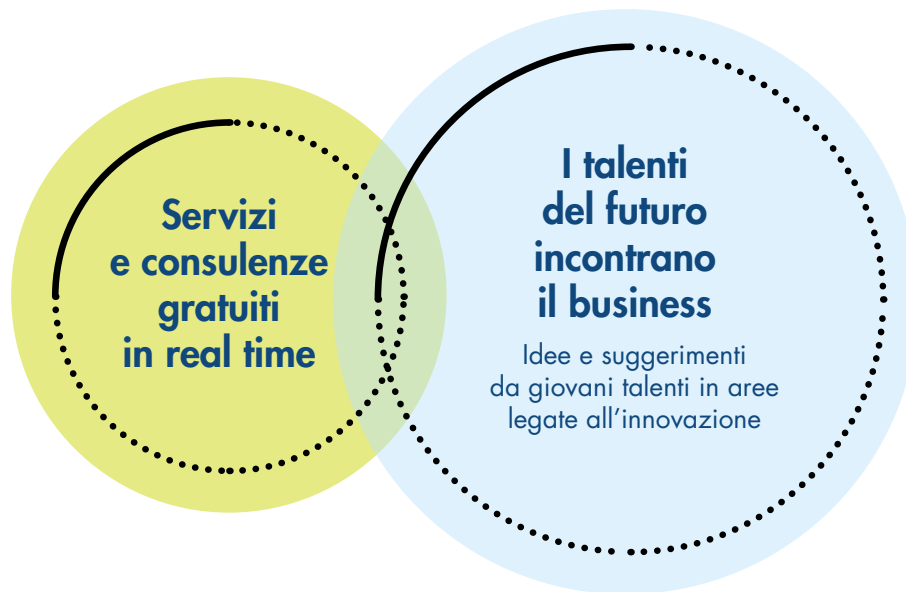 Servizi
e consulenze
gratuiti
in real time
I talenti
del futuro
incontrano
il business
Idee e suggerimenti
da giovani talenti in aree
legate all’innovazione